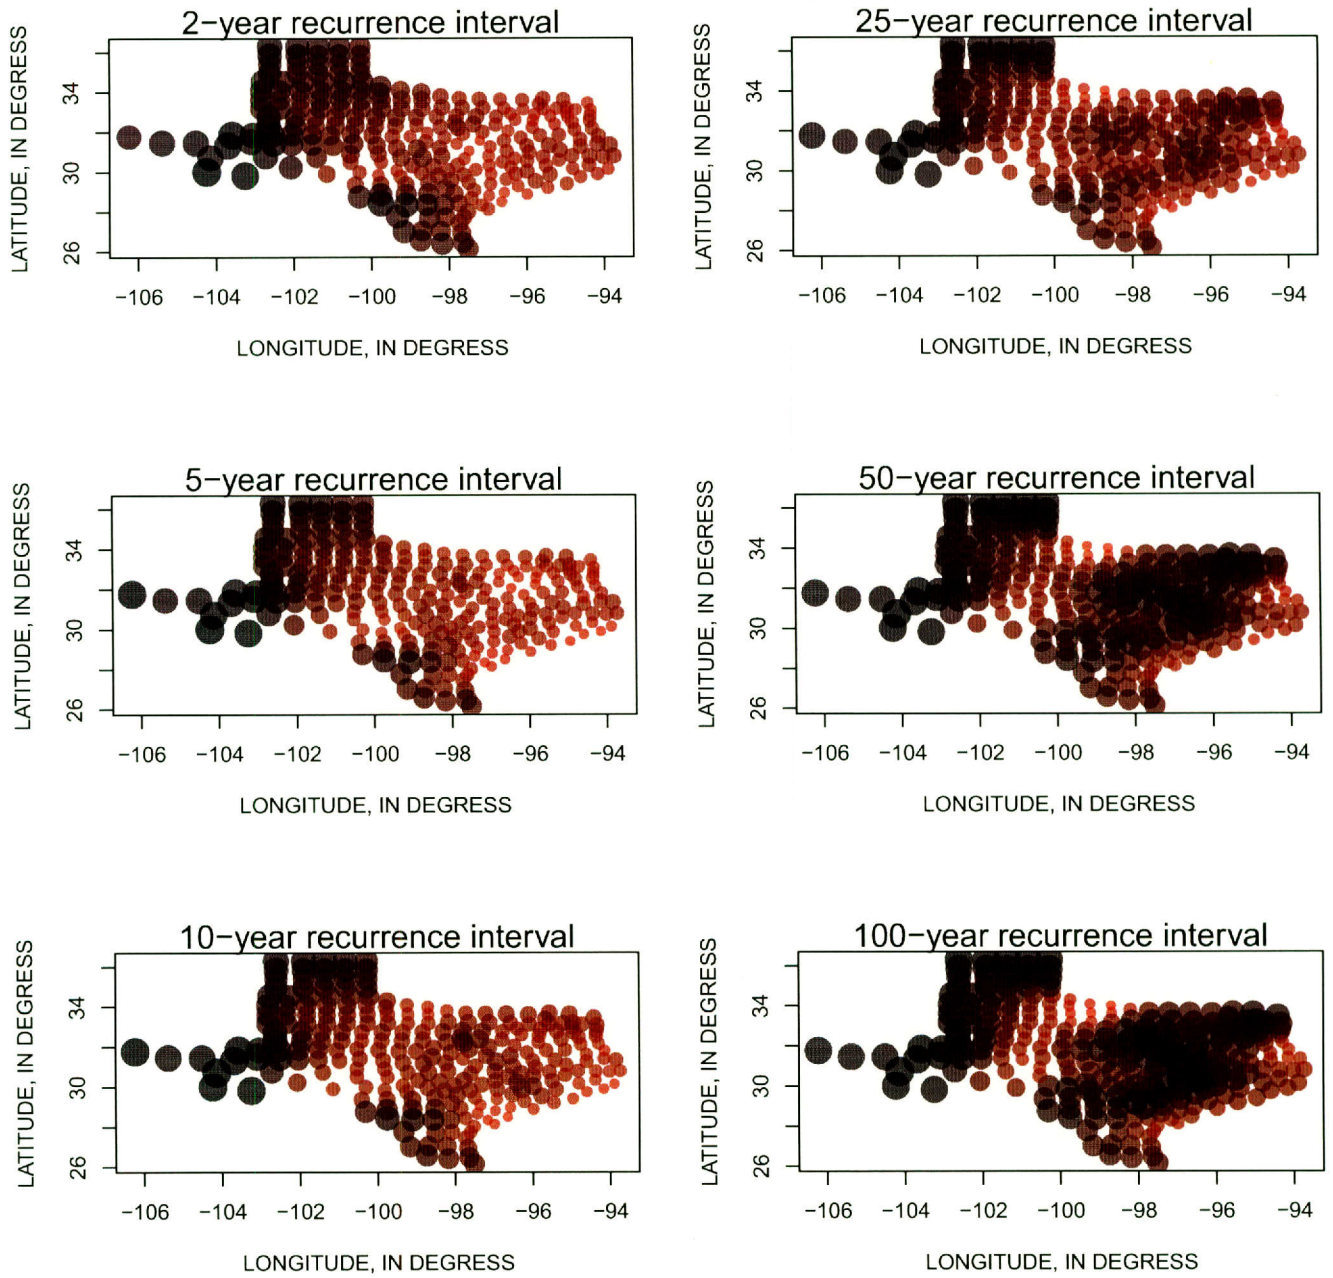 2−year recurrence interval
LATITUDE, IN DEGREES
34
30
26
−106 −104 −102 −100 −98 −96 −94
LONGITUDE, IN DEGRESS
25−year recurrence interval
LATITUDE, IN DEGREES
34
30
26
−106 −104 −102 −100 −98 −96 −94
LONGITUDE, IN DEGRESS
5−year recurrence interval
LATITUDE, IN DEGREES
34
30
26
−106 −104 −102 −100 −98 −96 −94
LONGITUDE, IN DEGRESS
50−year recurrence interval
LATITUDE, IN DEGREES
34
30
26
−106 −104 −102 −100 −98 −96 −94
LONGITUDE, IN DEGRESS
10−year recurrence interval
LATITUDE, IN DEGREES
34
30
26
−106 −104 −102 −100 −98 −96 −94
LONGITUDE, IN DEGRESS
100−year recurrence interval
LATITUDE, IN DEGREES
34
30
26
−106 −104 −102 −100 −98 −96 −94
LONGITUDE, IN DEGRESS